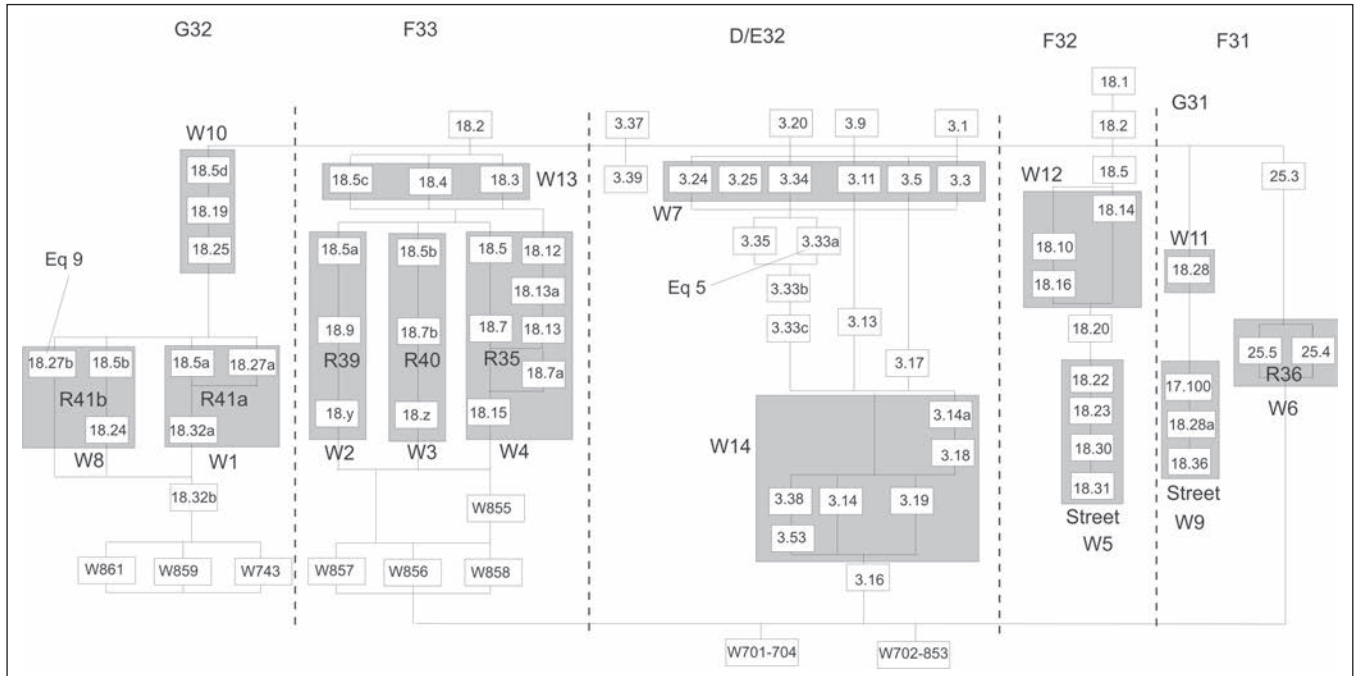 G32 F33 D/E32 F32 F31
18.1
G31
W10 18.2 3.37 3.20 3.9 3.1 18.2
18.5d 18.5c 18.4 18.3 W13 3.39 3.24 3.25 3.34 3.11 3.5 3.3 W12 18.5 25.3
18.19 W7 18.14
18.25 18.5a 18.5b 18.5 18.12 3.35 3.33a 18.10 W11
Eq 9 18.28
18.13a Eq 5 3.33b 18.16
18.9 18.7b 18.7 18.13 3.33c 3.13 18.20
18.27b 18.5b 18.5a 18.27a R39 R40 R35 18.7a 3.17 25.5 25.4
R41b R41a R36
18.22 17.100
18.24 18.32a 18.y 18.z 18.15 3.14a 18.23 18.28a W6
W8 W1 W2 W3 W4 W14 3.18 18.30 18.36
18.32b W855 3.38 3.14 3.19 18.31 Street
Street W9
3.53 W5
W861 W859 W743 W857 W856 W858 3.16
W701-704 W702-853